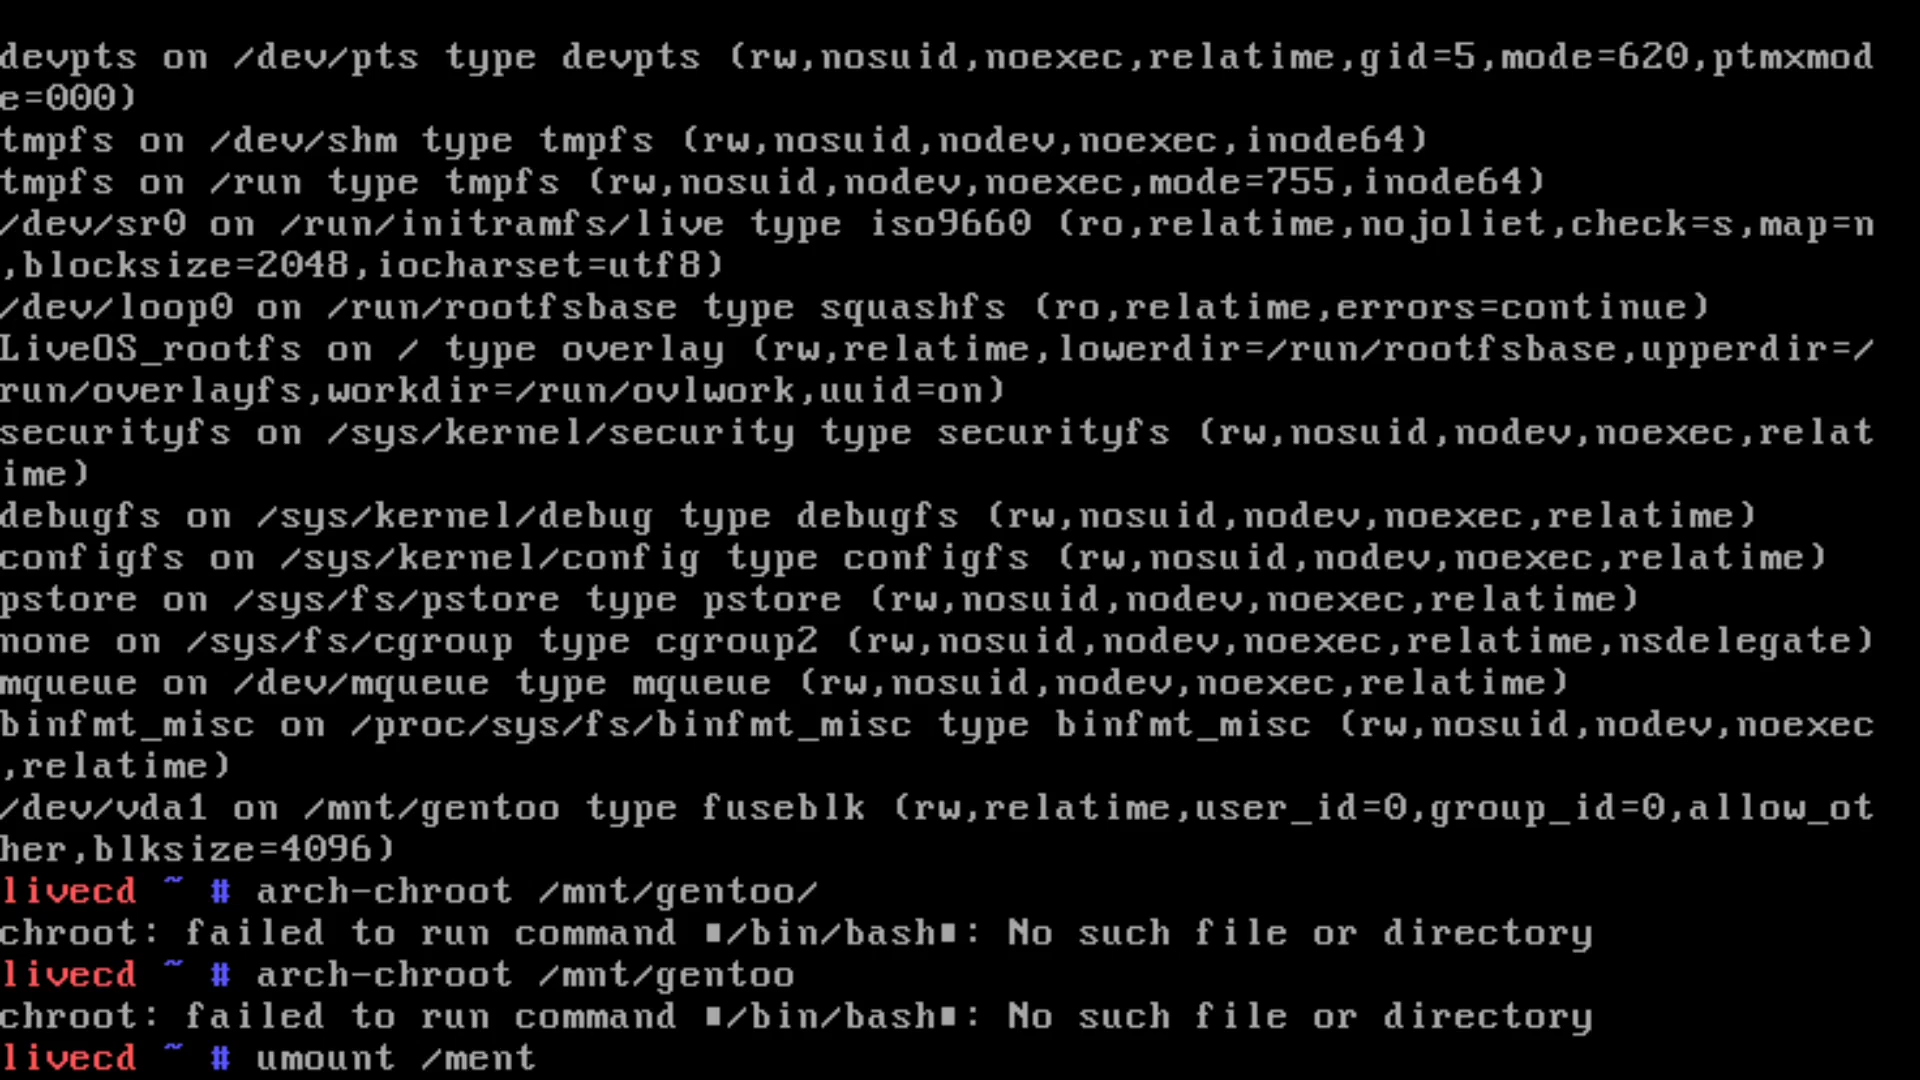 devpts on /dev/pts type devpts (rw,nosuid,noexec,relatime,gid=5,mode=620,ptmxmod
e=000)
tmpfs on /dev/shm type tmpfs (rw,nosuid,nodev,noexec,inode64)
tmpfs on /run type tmpfs (rw,nosuid,nodev,noexec,mode=755,inode64)
/dev/sr0 on /run/initramfs/live type iso9660 (ro,relatime,nojoliet,check=s,map=n
,blocksize=2048,iocharset=utf8)
/dev/loop0 on /run/rootfsbase type squashfs (ro,relatime,errors=continue)
LiveOS_rootfs on / type overlay (rw,relatime,lowerdir=/run/rootfsbase,upperdir=/
run/overlayfs,workdir=/run/ovlwork,uuid=on)
securityfs on /sys/kernel/security type securityfs (rw,nosuid,nodev,noexec,relat
ime)
debugfs on /sys/kernel/debug type debugfs (rw,nosuid,nodev,noexec,relatime)
configfs on /sys/kernel/config type configfs (rw,nosuid,nodev,noexec,relatime)
pstore on /sys/fs/pstore type pstore (rw,nosuid,nodev,noexec,relatime)
none on /sys/fs/cgroup type cgroup2 (rw,nosuid,nodev,noexec,relatime,nsdelegate)
mqueue on /dev/mqueue type mqueue (rw,nosuid,nodev,noexec,relatime)
binfmt_misc on /proc/sys/fs/binfmt_misc type binfmt_misc (rw,nosuid,nodev,noexec
,relatime)
/dev/vda1 on /mnt/gentoo type fuseblk (rw,relatime,user_id=0,group_id=0,allow_ot
her,blksize=4096)
livecd ~ # arch-chroot /mnt/gentoo/
chroot: failed to run command ■/bin/bash■: No such file or directory
livecd ~ # arch-chroot /mnt/gentoo
chroot: failed to run command ■/bin/bash■: No such file or directory
livecd ~ # umount /ment